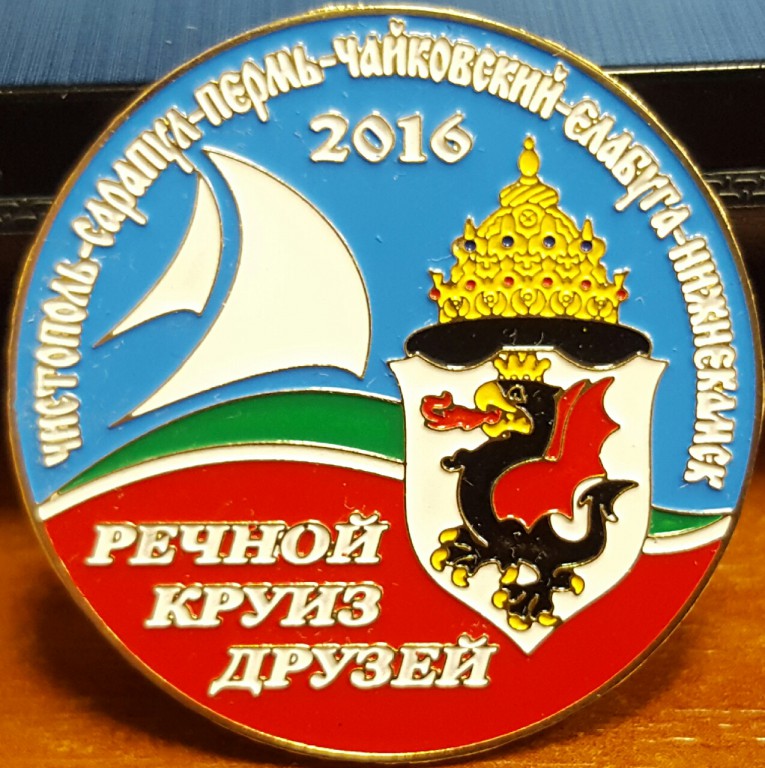 ЧИСТОПОЛЬ-САРАПУЛ-ПЕРМЬ-ЧАЙКОВСКИЙ-ЕЛАБУГА-НИЖНЕКАМСК
2016
РЕЧНОЙ
КРУИЗ
ДРУЗЕЙ